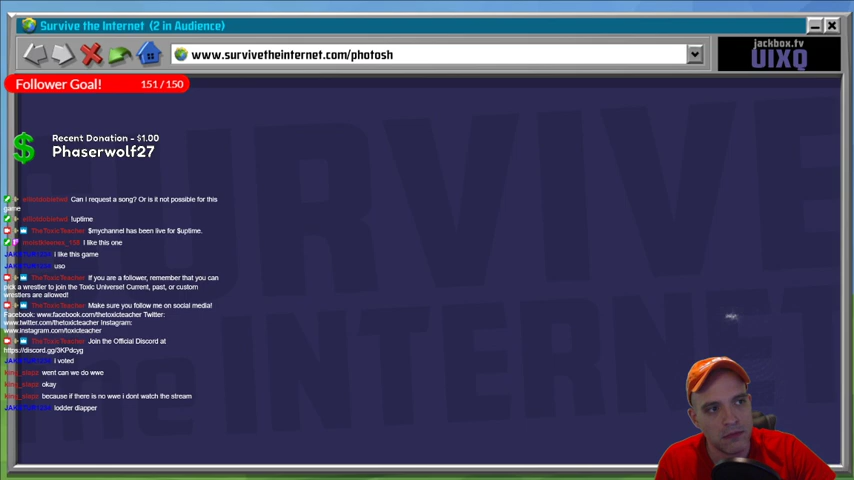 Survive the Internet (2 in Audience)
www.survivetheinternet.com/photosh
jackbox.tv
UIXQ
Follower Goal! 151 / 150
Recent Donation - $1.00
Phaserwolf27
Can I request a song? Or is it not possible for this
game
!uptime
TheToxicTeacher $mychannel has been live for $uptime.
I like this one
I like this game
uso
TheToxicTeacher If you are a follower, remember that you can
pick a wrestler to join the Toxic Universe! Current, past, or custom
wrestlers are allowed!
TheToxicTeacher Make sure you follow me on social media!
Facebook: www.facebook.com/thetoxicteacher Twitter:
www.twitter.com/thetoxicteacher Instagram:
www.instagram.com/toxicteacher
TheToxicTeacher Join the Official Discord at
https://discord.gg/3KPdcyg
i voted
went can we do wwe
okay
because if there is no wwe i dont watch the stream
lodder diapper
SURVIVE
the INTERNET